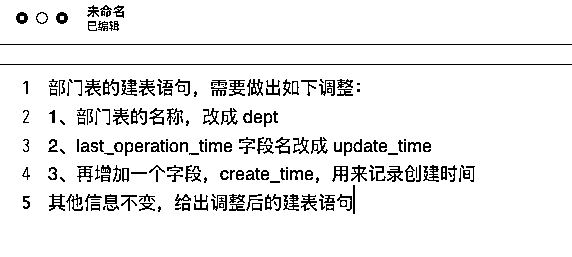 未命名
已编辑
1 部门表的建表语句，需要做出如下调整：
2 1、部门表的名称，改成 dept
3 2、last_operation_time 字段名改成 update_time
4 3、再增加一个字段，create_time，用来记录创建时间
5 其他信息不变，给出调整后的建表语句